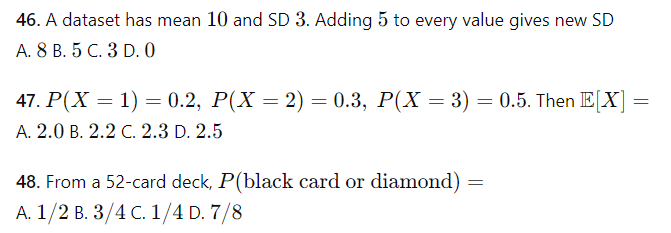 46. A dataset has mean 10 and SD 3. Adding 5 to every value gives new SD
A. 8 B. 5 C. 3 D. 0
47. P(X = 1) = 0.2, P(X = 2) = 0.3, P(X = 3) = 0.5. Then 𝔼[X] =
A. 2.0 B. 2.2 C. 2.3 D. 2.5
48. From a 52-card deck, P(black card or diamond) =
A. 1/2 B. 3/4 C. 1/4 D. 7/8